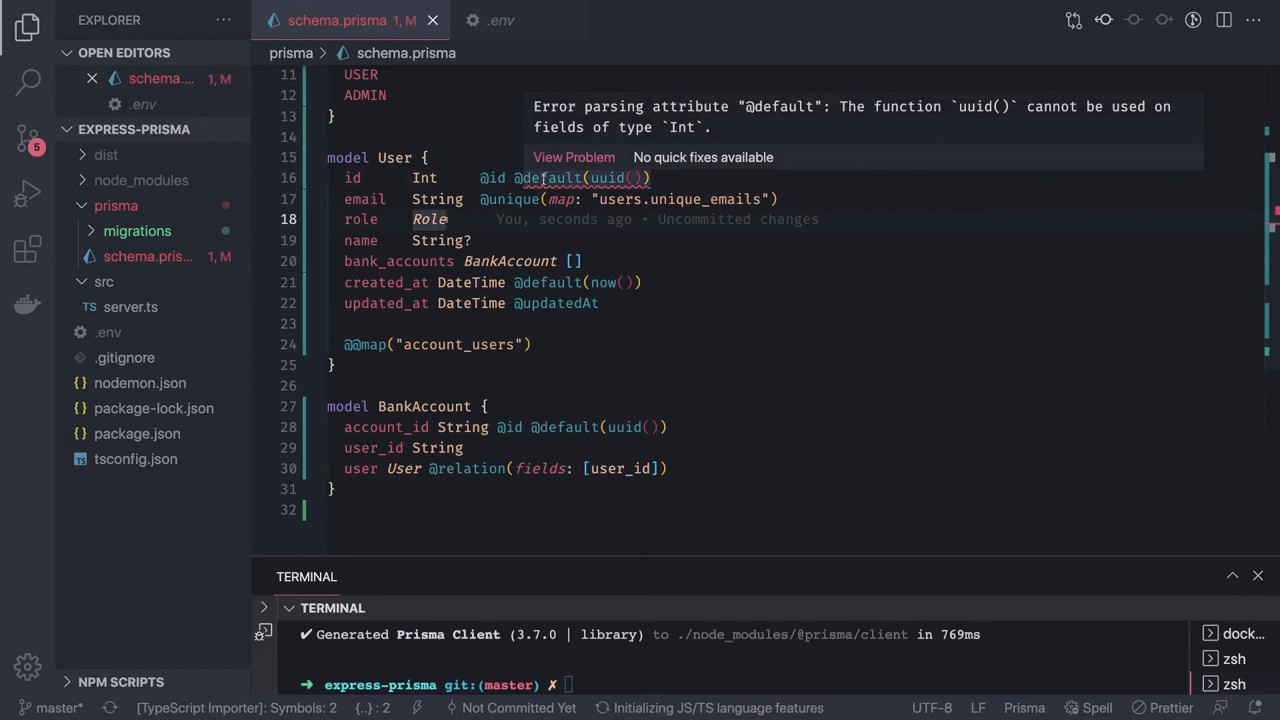 EXPLORER
OPEN EDITORS
schema.... 1, M
.env
EXPRESS-PRISMA
dist
node_modules
prisma
migrations
schema.pris... 1, M
src
TS server.ts
.env
.gitignore
{} nodemon.json
{} package-lock.json
{} package.json
tsconfig.json
NPM SCRIPTS
5
schema.prisma 1, M
.env
prisma > schema.prisma
11 USER
12 ADMIN
13 }
14
15 model User {
16 id Int @id @default(uuid())
17 email String @unique(map: "users.unique_emails")
18 role Role You, seconds ago • Uncommitted changes
19 name String?
20 bank_accounts BankAccount []
21 created_at DateTime @default(now())
22 updated_at DateTime @updatedAt
23
24 @@map("account_users")
25 }
26
27 model BankAccount {
28 account_id String @id @default(uuid())
29 user_id String
30 user User @relation(fields: [user_id])
31 }
32
Error parsing attribute "@default": The function `uuid()` cannot be used on
fields of type `Int`.
View Problem No quick fixes available
TERMINAL
TERMINAL
✔ Generated Prisma Client (3.7.0 | library) to ./node_modules/@prisma/client in 769ms
➜ express-prisma git:(master) ✗
dock...
zsh
zsh
master* [TypeScript Importer]: Symbols: 2 {..} : 2 Not Committed Yet Initializing JS/TS language features UTF-8 LF Prisma Spell Prettier